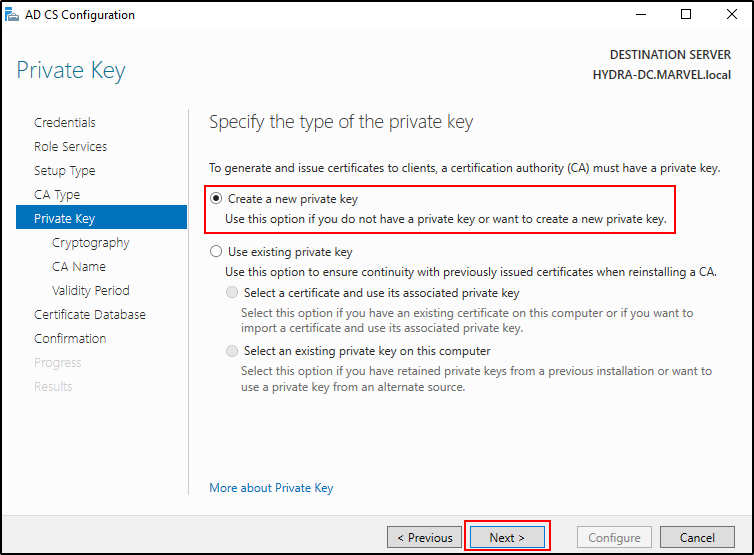 AD CS Configuration
DESTINATION SERVER
HYDRA-DC.MARVEL.local
Private Key
Credentials
Role Services
Setup Type
CA Type
Private Key
Cryptography
CA Name
Validity Period
Certificate Database
Confirmation
Progress
Results
Specify the type of the private key
To generate and issue certificates to clients, a certification authority (CA) must have a private key.
Create a new private key
Use this option if you do not have a private key or want to create a new private key.
Use existing private key
Use this option to ensure continuity with previously issued certificates when reinstalling a CA.
Select a certificate and use its associated private key
Select this option if you have an existing certificate on this computer or if you want to
import a certificate and use its associated private key.
Select an existing private key on this computer
Select this option if you have retained private keys from a previous installation or want to
use a private key from an alternate source.
More about Private Key
< Previous
Next >
Configure
Cancel